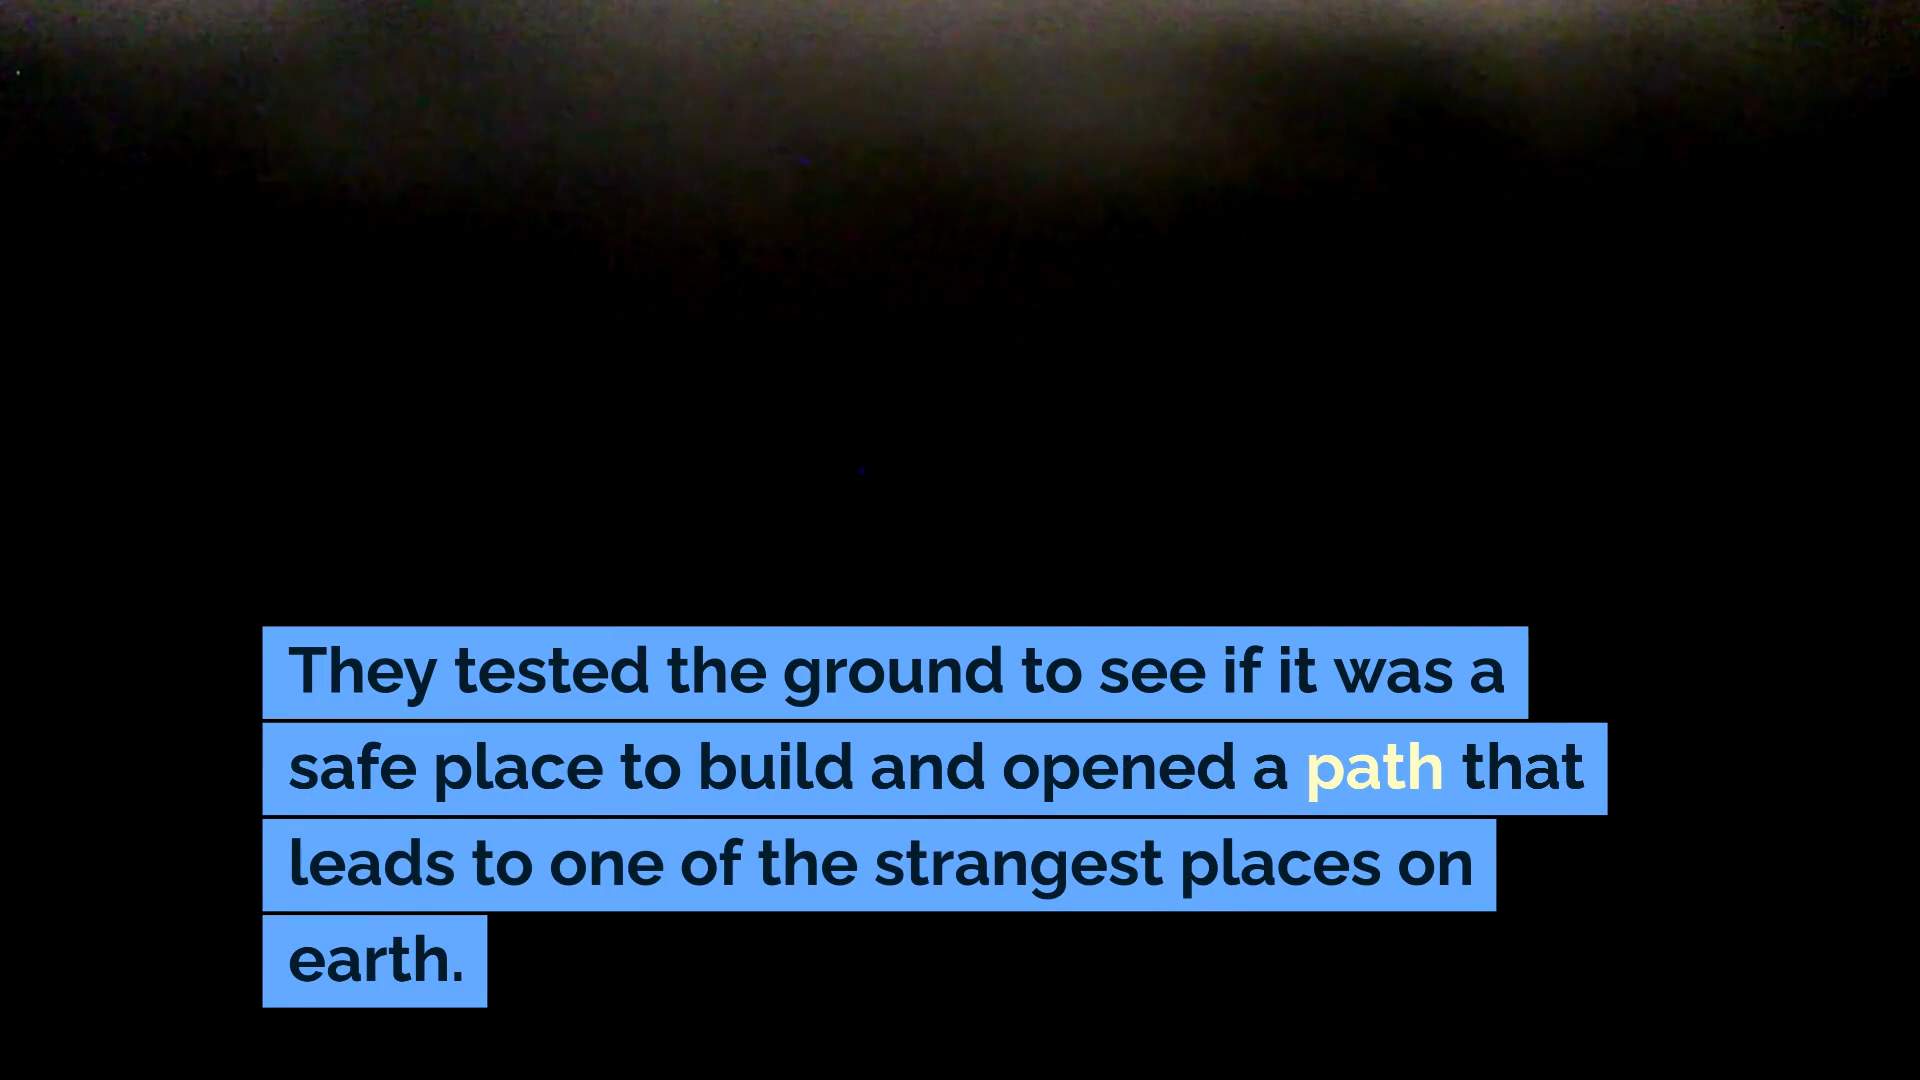 They tested the ground to see if it was a
safe place to build and opened a path that
leads to one of the strangest places on
earth.